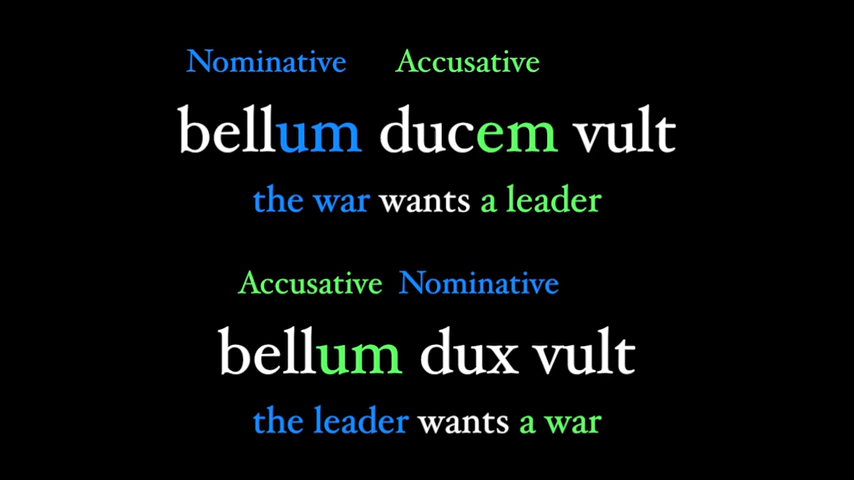 Nominative Accusative
bellum ducem vult
the war wants a leader
Accusative Nominative
bellum dux vult
the leader wants a war